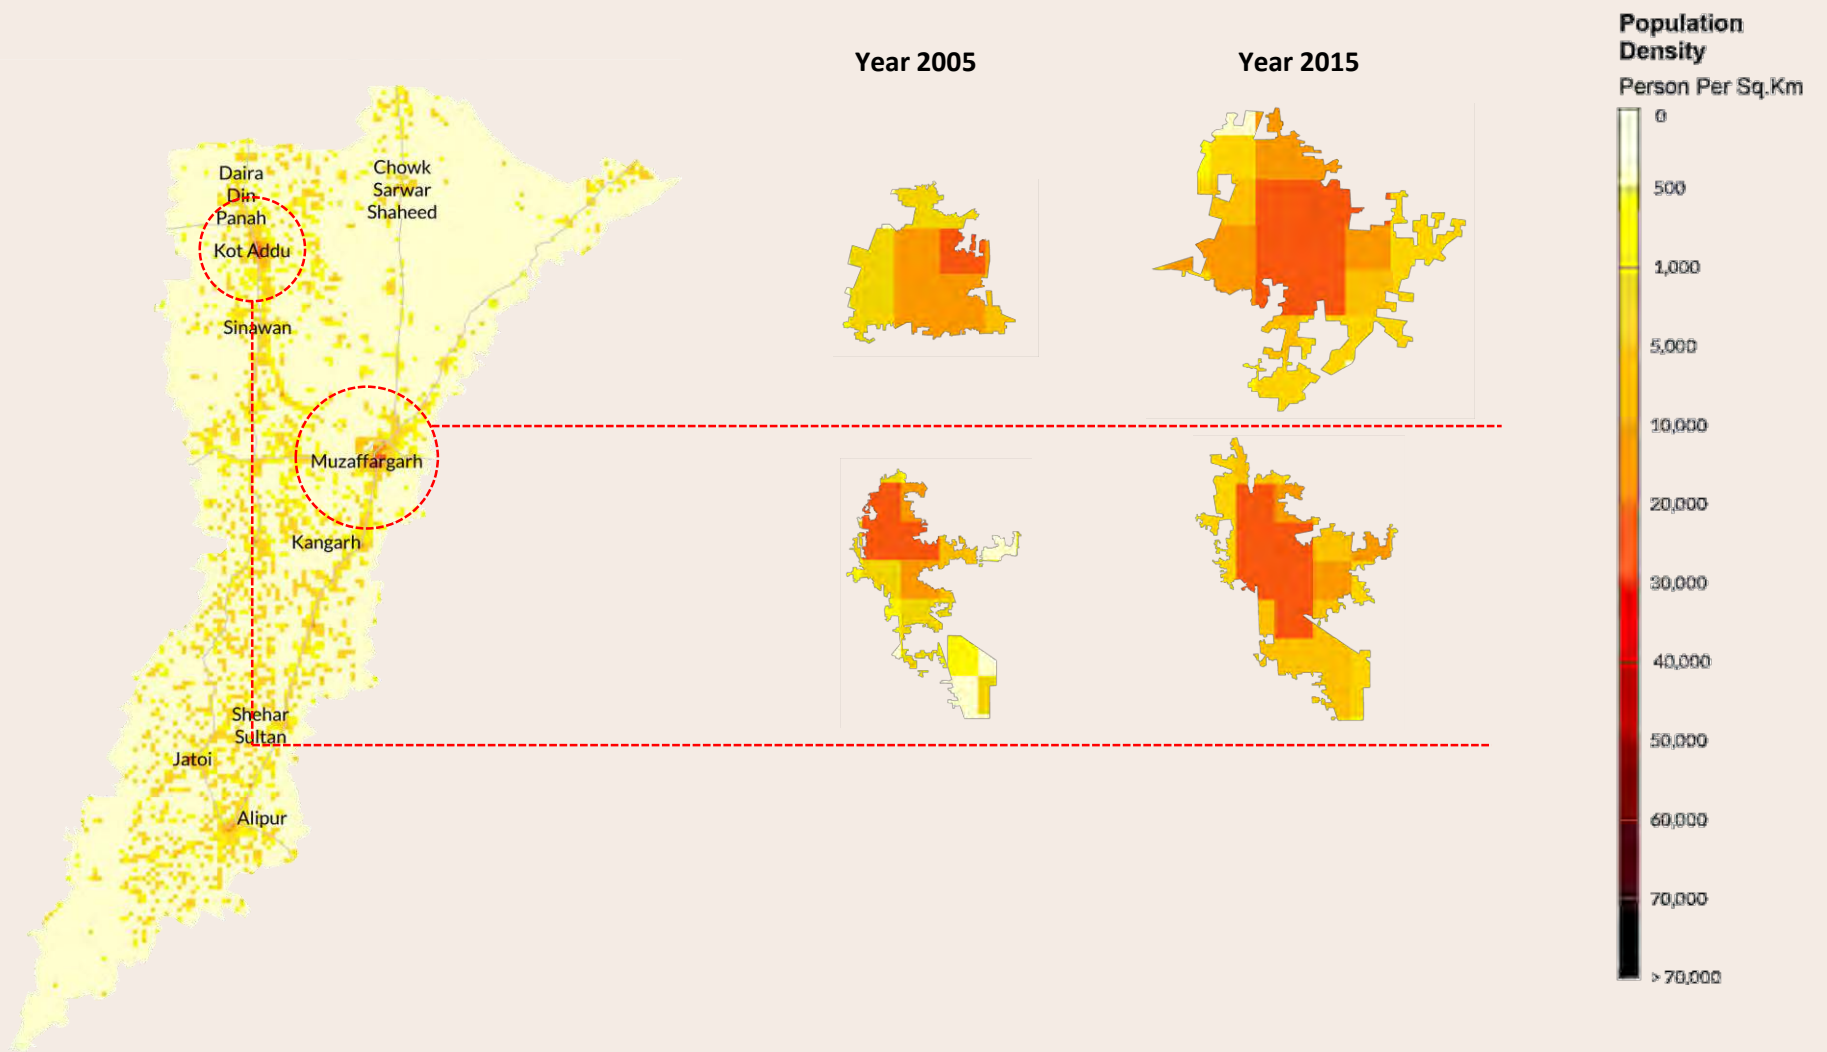 Population
Density
Person Per Sq.Km
Year 2005
Year 2015
0
500
1,000
5,000
10,000
20,000
30,000
40,000
50,000
60,000
70,000
> 70,000
Daira
Din
Panah
Kot Addu
Chowk
Sarwar
Shaheed
Sinawan
Muzaffargarh
Kangarh
Shehar
Sultan
Jatoi
Alipur